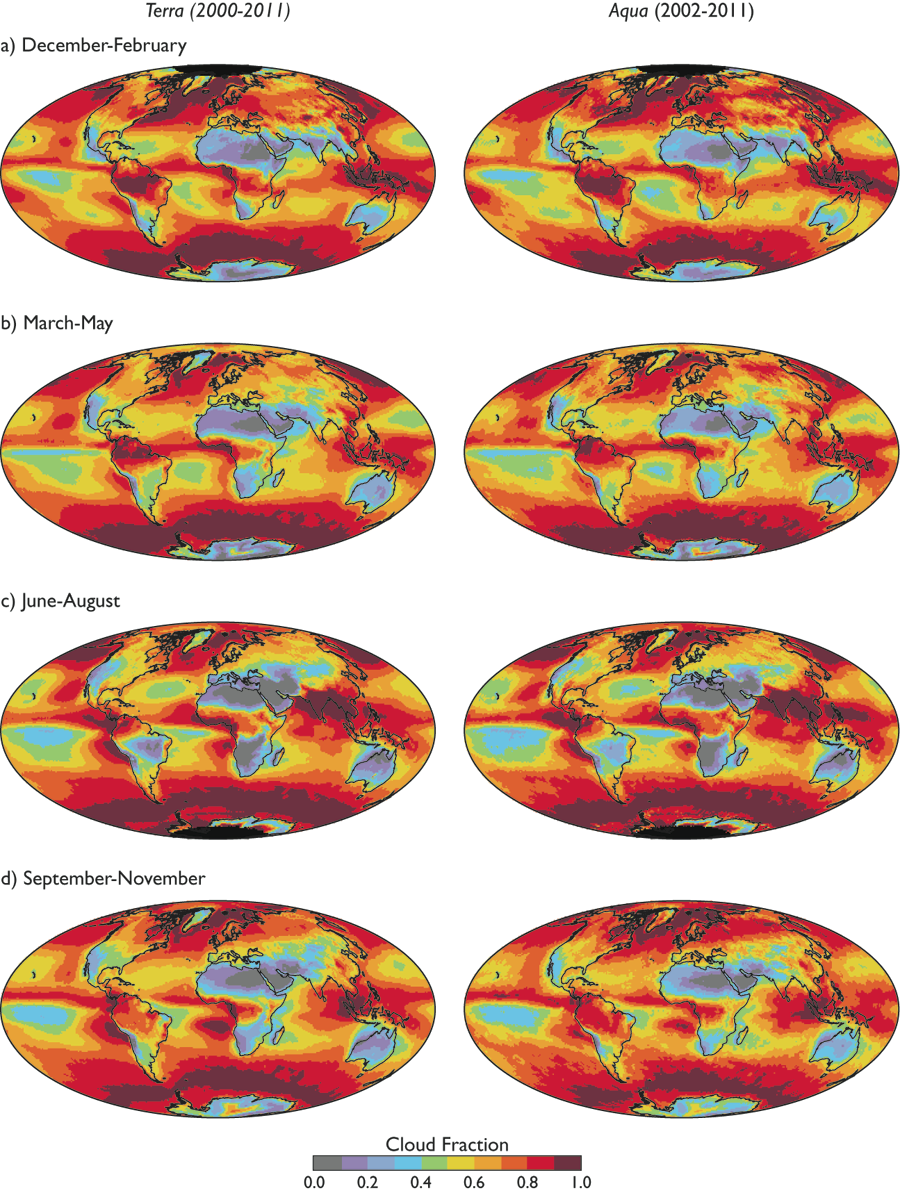 Terra (2000-2011) Aqua (2002-2011)
a) December-February
b) March-May
c) June-August
d) September-November
Cloud Fraction
0.0 0.2 0.4 0.6 0.8 1.0